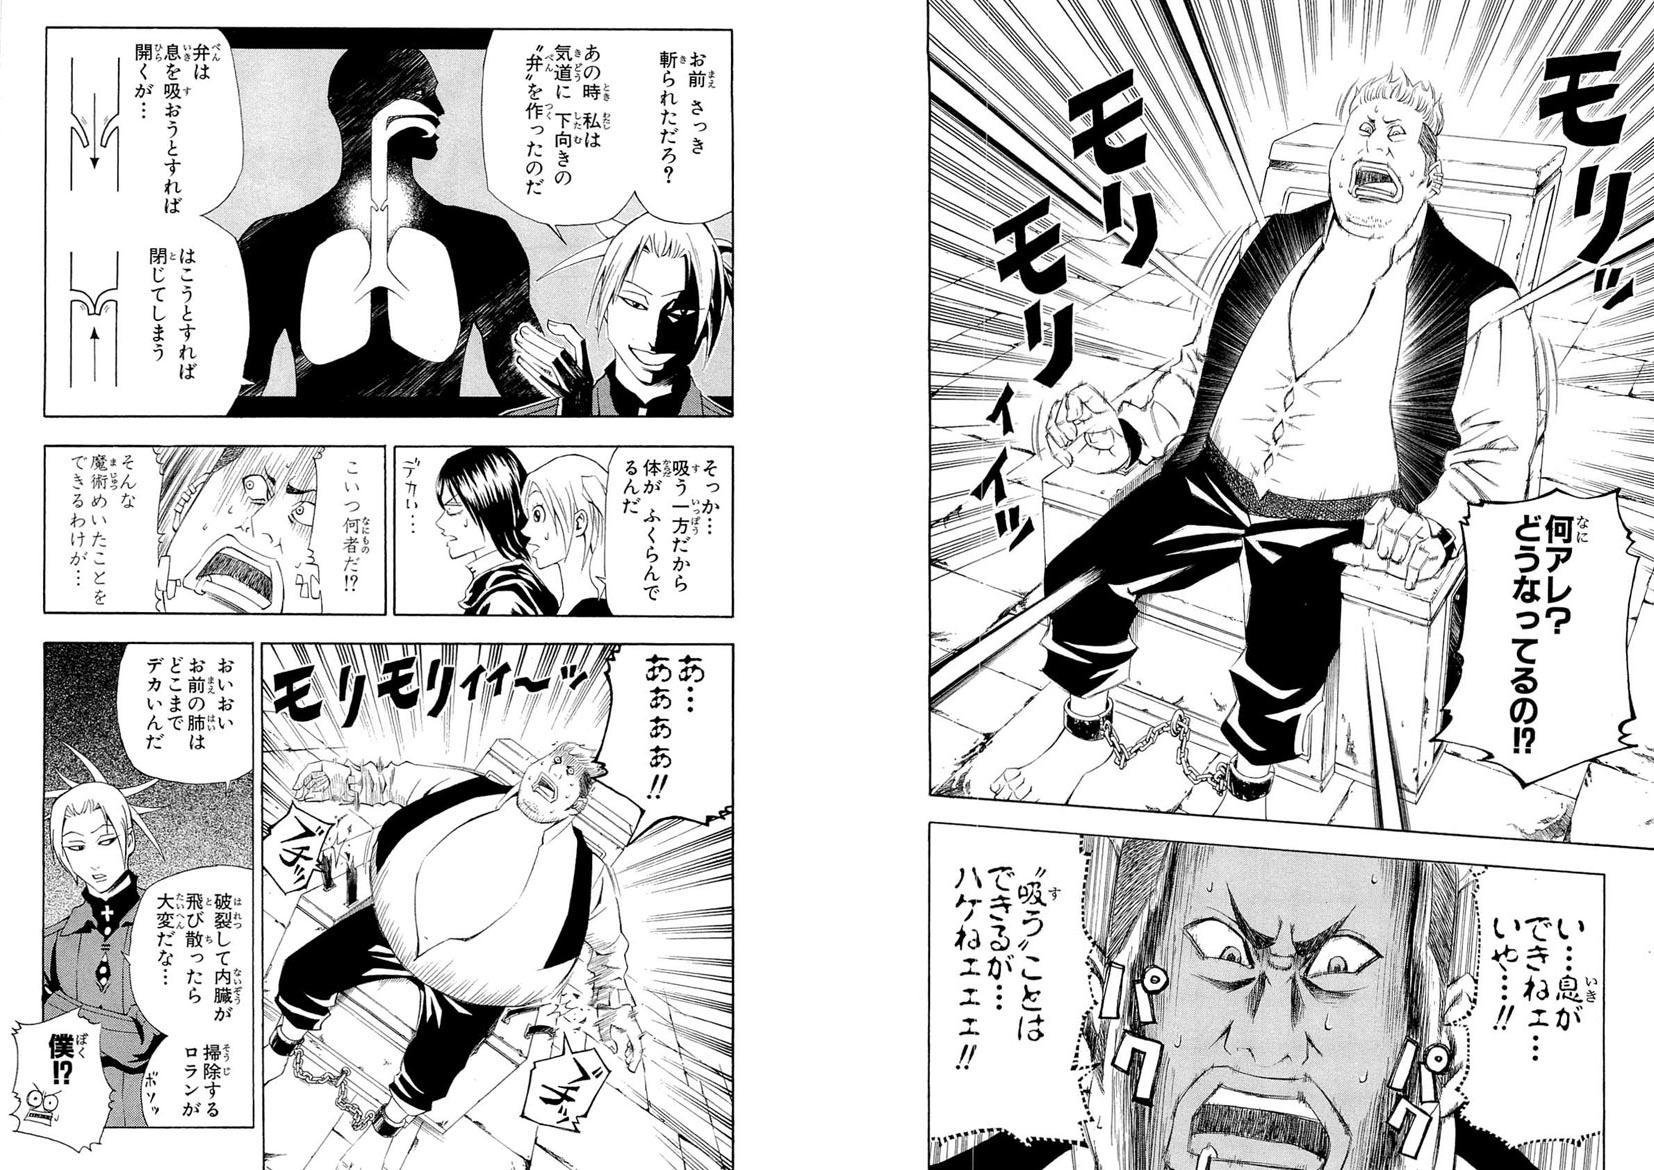 モリッ
モリ
モリィィッ
何アレ?
どうなってるの!?
い…息が
できねェ…
いや…!!
“吸う”ことは
できるが…
ハケねェェェ!!
パク
パク
お前 さっき
斬られただろ?
あの時 私は
気道に 下向きの
“弁”を作ったのだ
弁は
息を吸おうとすれば
開くが…
はこうとすれば
閉じてしまう
そっか…
吸う一方だから
体が ふくらんで
るんだ
デカい…
こいつ何者だ!?
そんな
魔術めいたことを
できるわけが…
あ…
ああああ!!
モリモリィィ〜ッ
ブチッ
ブチッ
おいおい
お前の肺は
どこまで
デカいんだ
破裂して内臓が
飛び散ったら
大変だな…
掃除する
ロランが
ボソッ
僕!?